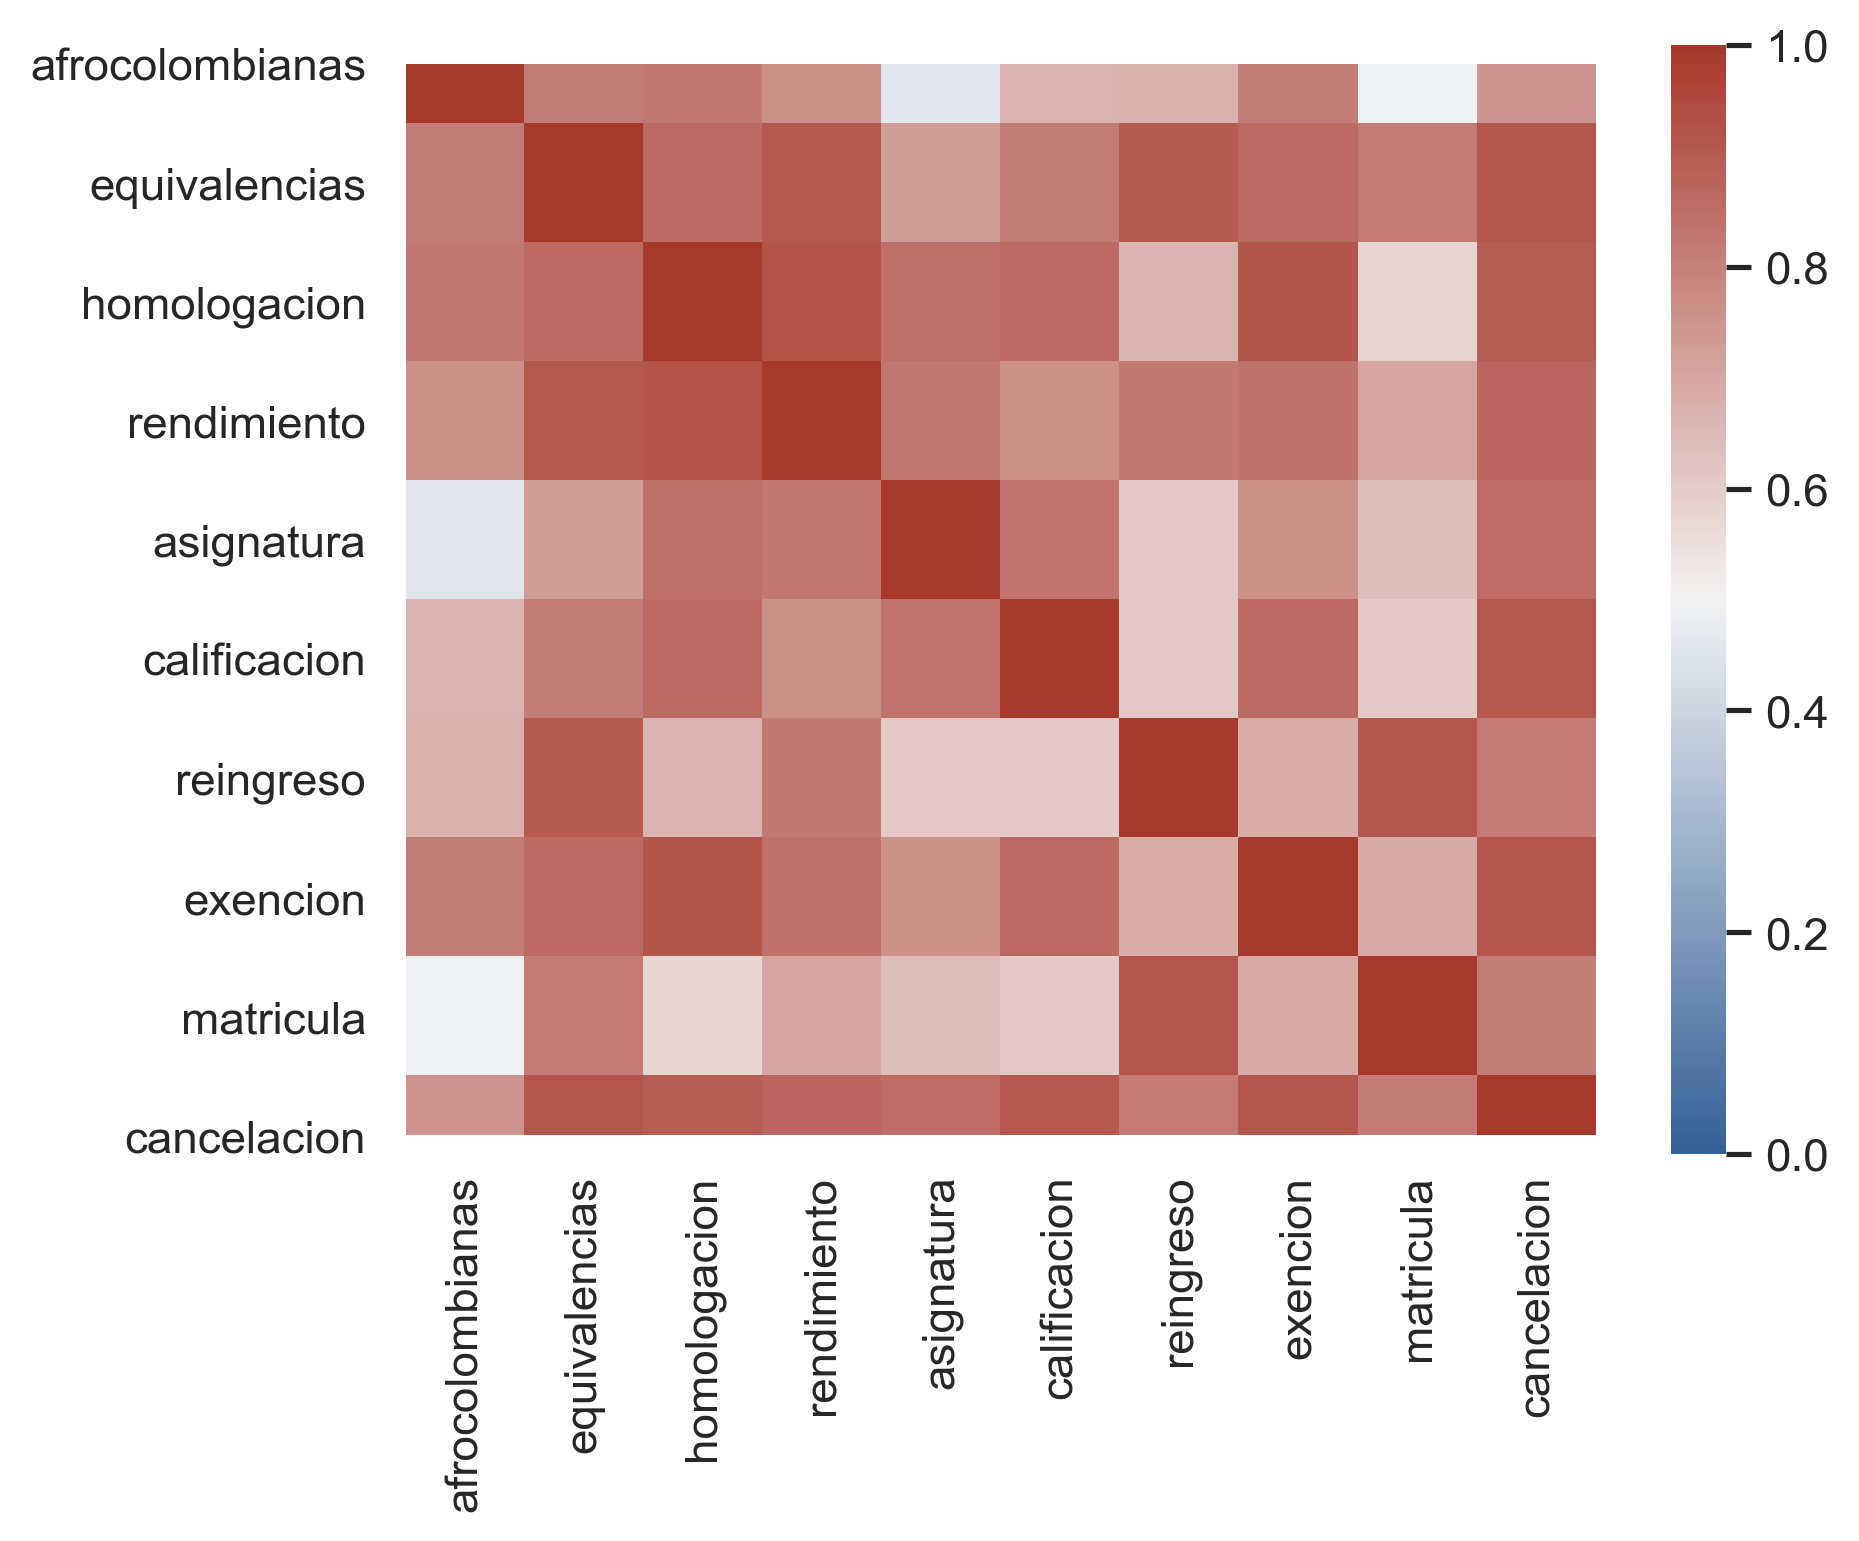 afrocolombianas
equivalencias
homologacion
rendimiento
asignatura
calificacion
reingreso
exencion
matricula
cancelacion
afrocolombianas
equivalencias
homologacion
rendimiento
asignatura
calificacion
reingreso
exencion
matricula
cancelacion
1.0
0.8
0.6
0.4
0.2
0.0